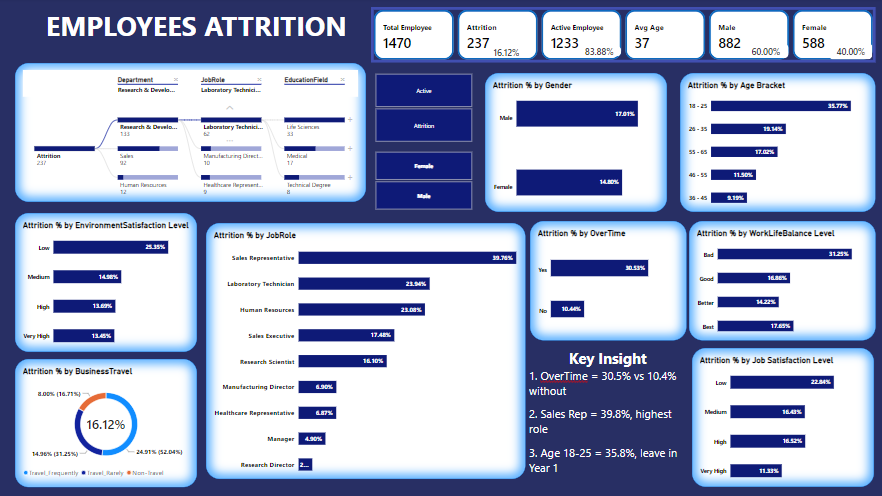 EMPLOYEES ATTRITION
Total Employee
1470
Attrition
237
16.12%
Active Employee
1233
83.88%
Avg Age
37
Male
882
60.00%
Female
588
40.00%
Department
Research & Develo...
JobRole
Laboratory Technici...
EducationField
Attrition
237
Research & Develo...
133
Sales
92
Human Resources
12
Laboratory Technici...
62
Manufacturing Direct...
10
Healthcare Represent...
9
Life Sciences
33
Medical
17
Technical Degree
8
Active
Attrition
Female
Male
Attrition % by Gender
Male
17.01%
Female
14.80%
Attrition % by Age Bracket
18 - 25
35.77%
26 - 35
19.14%
55 - 65
17.02%
46 - 55
11.50%
36 - 45
9.19%
Attrition % by EnvironmentSatisfaction Level
Low
25.35%
Medium
14.98%
High
13.69%
Very High
13.45%
Attrition % by JobRole
Sales Representative
39.76%
Laboratory Technician
23.94%
Human Resources
23.08%
Sales Executive
17.48%
Research Scientist
16.10%
Manufacturing Director
6.90%
Healthcare Representative
6.87%
Manager
4.90%
Research Director
2...
Attrition % by OverTime
Yes
30.53%
No
10.44%
Attrition % by WorkLifeBalance Level
Bad
31.25%
Good
16.86%
Better
14.22%
Best
17.65%
Attrition % by BusinessTravel
8.00% (16.71%)
16.12%
14.96% (31.25%)
24.91% (52.04%)
Travel_Frequently
Travel_Rarely
Non-Travel
Key Insight
1. OverTime = 30.5% vs 10.4%
without
2. Sales Rep = 39.8%, highest
role
3. Age 18-25 = 35.8%, leave in
Year 1
Attrition % by Job Satisfaction Level
Low
22.84%
Medium
16.43%
High
16.52%
Very High
11.33%